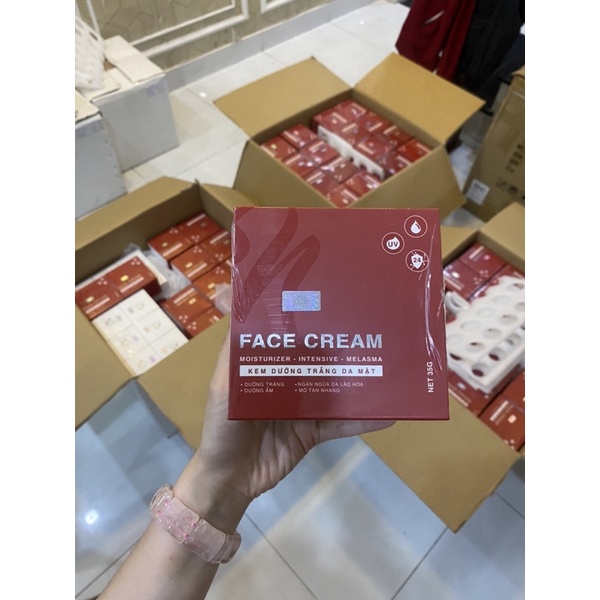 UV
24
FACE CREAM
MOISTURIZER - INTENSIVE - MELASMA
KEM DƯỠNG TRẮNG DA MẶT
• DƯỠNG TRẮNG •NGĂN NGỪA DA LÃO HÓA
• DƯỠNG ẨM • MỜ TÀN NHANG
NET 35G